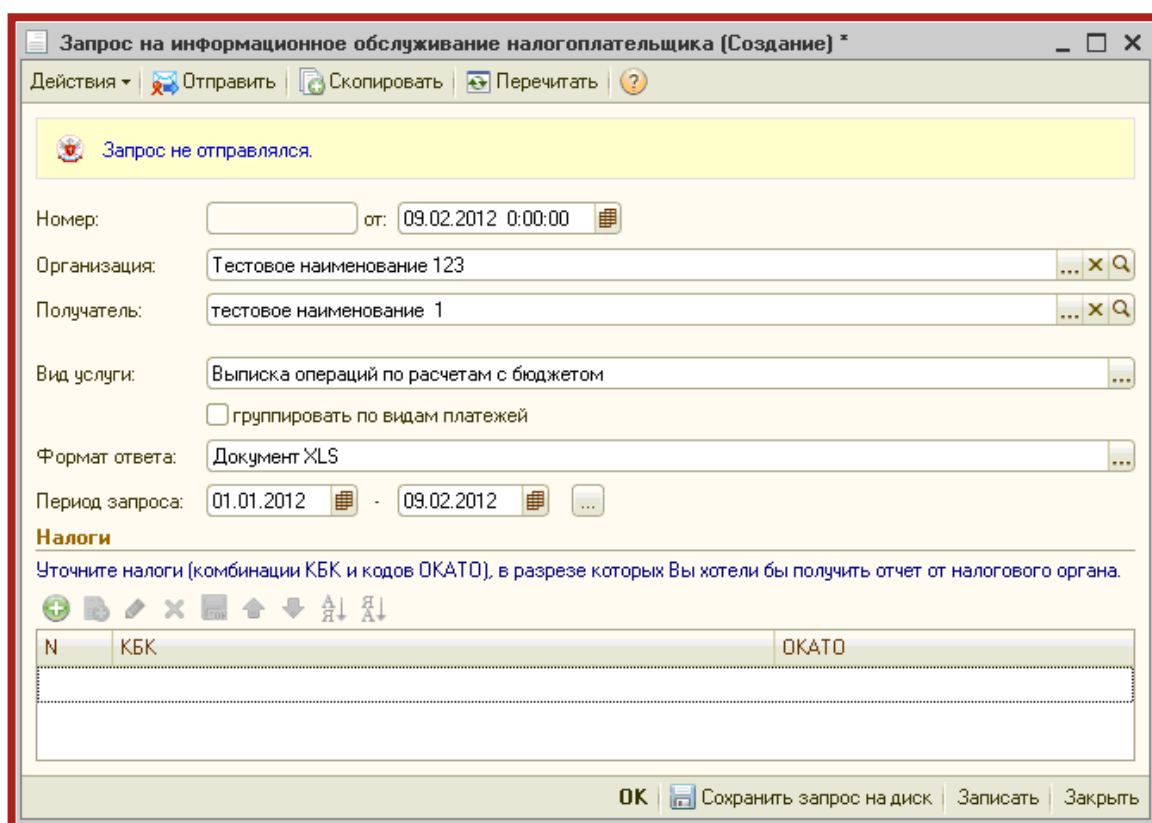 Запрос на информационное обслуживание налогоплательщика (Создание) *
Действия Отправить Скопировать Перечитать ?
Запрос не отправлялся.
Номер: от: 09.02.2012 0:00:00
Организация: Тестовое наименование 123 ...
Получатель: тестовое наименование 1 ...
Вид услуги: Выписка операций по расчетам с бюджетом ...
группировать по видам платежей
Формат ответа: Документ XLS ...
Период запроса: 01.01.2012 - 09.02.2012 ...
Налоги
Уточните налоги (комбинации КБК и кодов ОКАТО), в разрезе которых Вы хотели бы получить отчет от налогового органа.
А Я Я А
N КБК ОКАТО
OK Сохранить запрос на диск Записать Закрыть